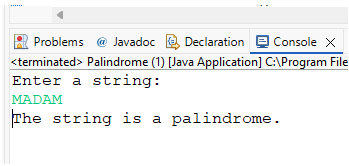 Problems @ Javadoc Declaration Console
<terminated> Palindrome (1) [Java Application] C:\Program File
Enter a string:
MADAM
The string is a palindrome.